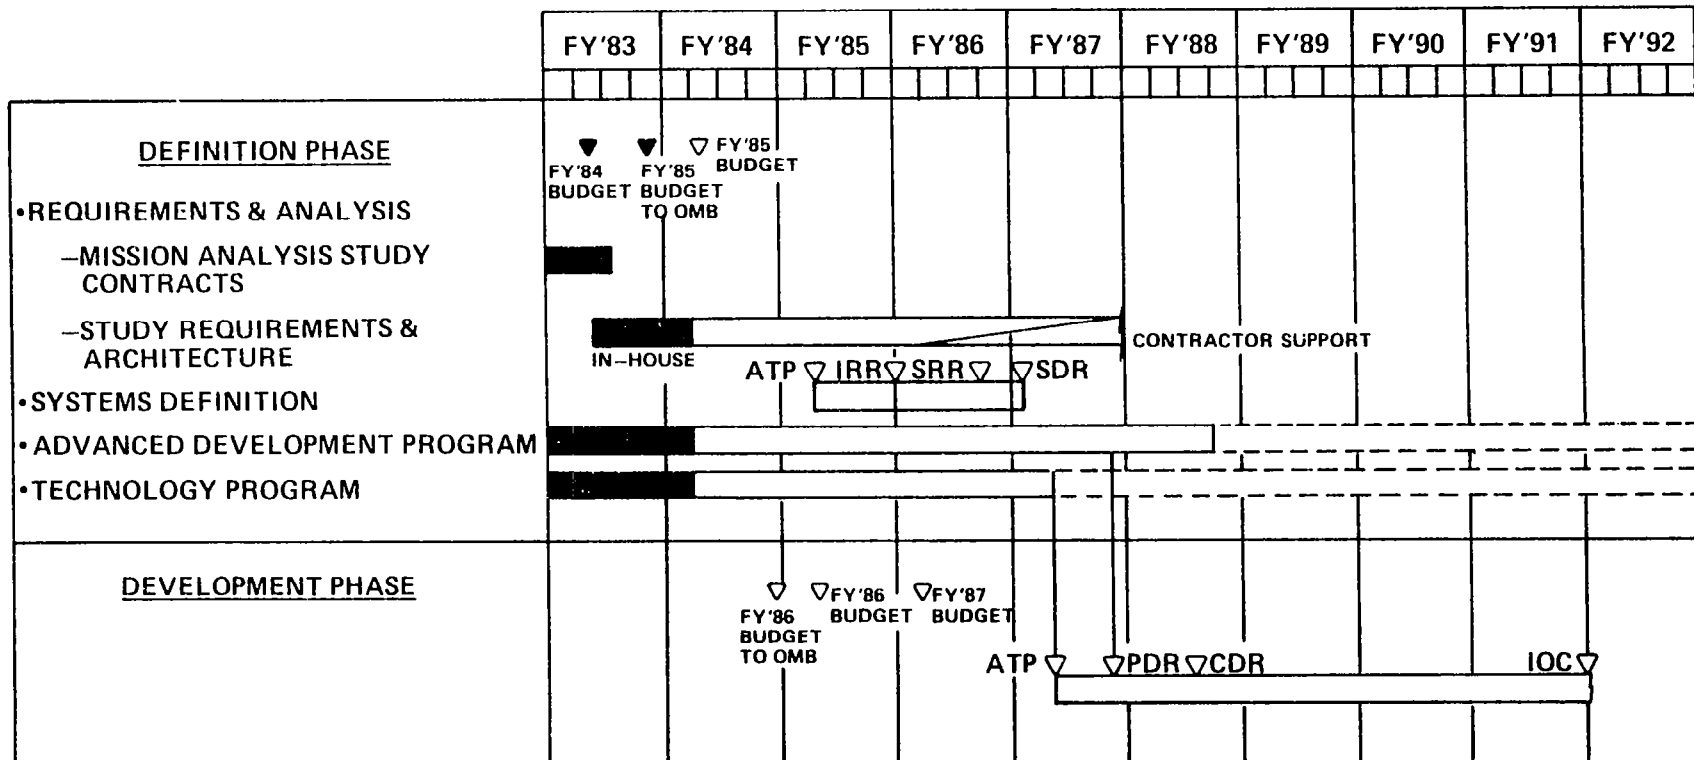 FY'83 FY'84 FY'85 FY'86 FY'87 FY'88 FY'89 FY'90 FY'91 FY'92
DEFINITION PHASE
FY'84
BUDGET
FY'85
BUDGET
TO OMB
FY'85
BUDGET
•REQUIREMENTS & ANALYSIS
—MISSION ANALYSIS STUDY
CONTRACTS
—STUDY REQUIREMENTS &
ARCHITECTURE
IN–HOUSE
CONTRACTOR SUPPORT
ATP IRR SRR SDR
•SYSTEMS DEFINITION
•ADVANCED DEVELOPMENT PROGRAM
•TECHNOLOGY PROGRAM
DEVELOPMENT PHASE
FY'86
BUDGET
TO OMB
FY'86
BUDGET
FY'87
BUDGET
ATP PDR CDR IOC